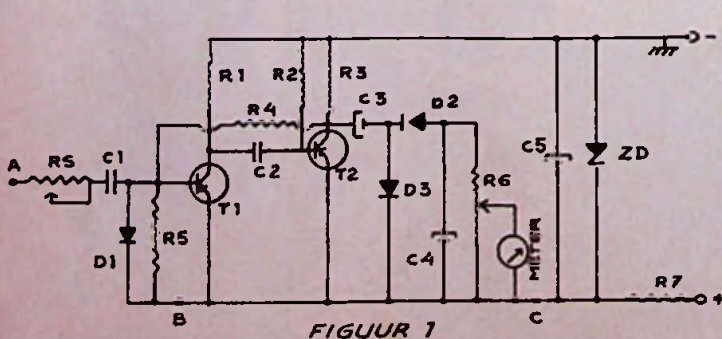 -
R1
R2
R3
C3
D2
R4
A
RS
C1
C2
T2
D3
R6
C5
ZD
T1
R5
D1
C4
METER
R7
+
B
C
FIGUUR 1